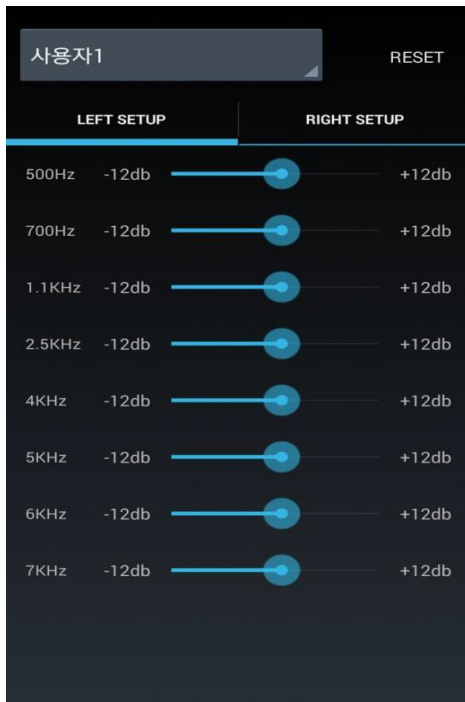 사용자1 RESET
LEFT SETUP RIGHT SETUP
500Hz -12db +12db
700Hz -12db +12db
1.1KHz -12db +12db
2.5KHz -12db +12db
4KHz -12db +12db
5KHz -12db +12db
6KHz -12db +12db
7KHz -12db +12db